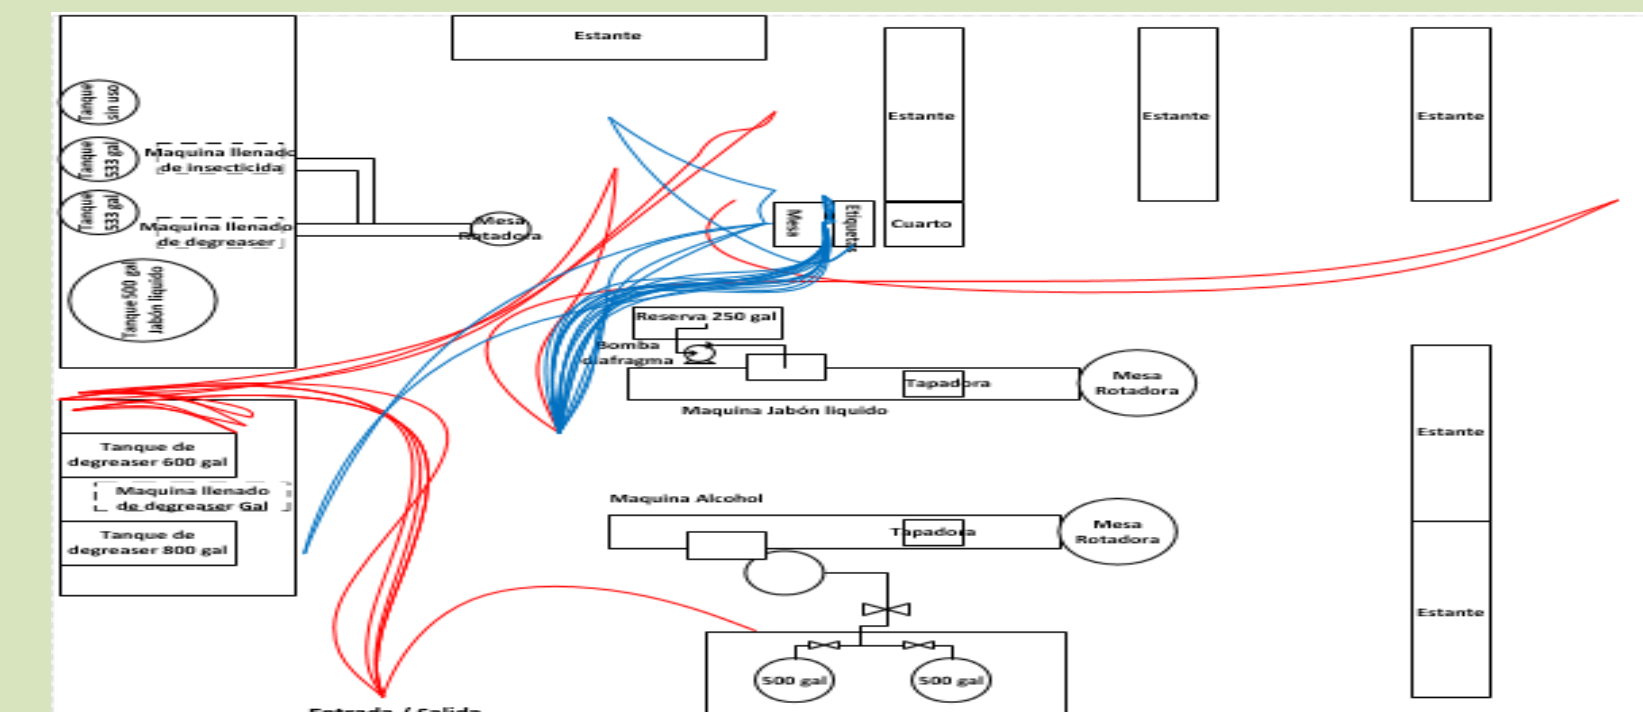 Estante
Tanque
sin uso
Tanque
533 gal
Maquina llenado
de insecticida
Tanque
533 gal
Maquina llenado
de degreaser
Mesa
Rotadora
Mesa
Etiquetas
Estante
Cuarto
Estante
Estante
Tanque 500 gal
Jabón liquido
Reserva 250 gal
Bomba
diafragma
Tapadora
Mesa
Rotadora
Maquina Jabón liquido
Tanque de
degreaser 600 gal
Maquina llenado
de degreaser Gal
Tanque de
degreaser 800 gal
Maquina Alcohol
Tapadora
Mesa
Rotadora
500 gal
500 gal
Estante
Estante
Entrada / Salida